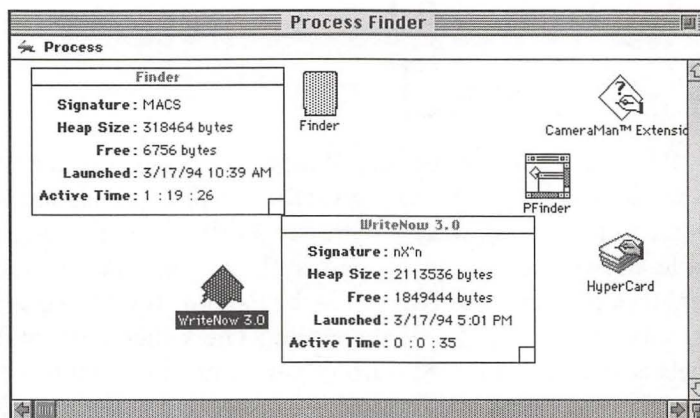 Process Finder
Process
Finder
Signature: MACS
Heap Size: 318464 bytes
Free: 6756 bytes
Launched: 3/17/94 10:39 AM
Active Time: 1 : 19 : 26
Finder
CameraMan™ Extensio
PFinder
WriteNow 3.0
Signature: nX^n
Heap Size: 2113536 bytes
Free: 1849444 bytes
Launched: 3/17/94 5:01 PM
Active Time: 0 : 0 : 35
WriteNow 3.0
HyperCard